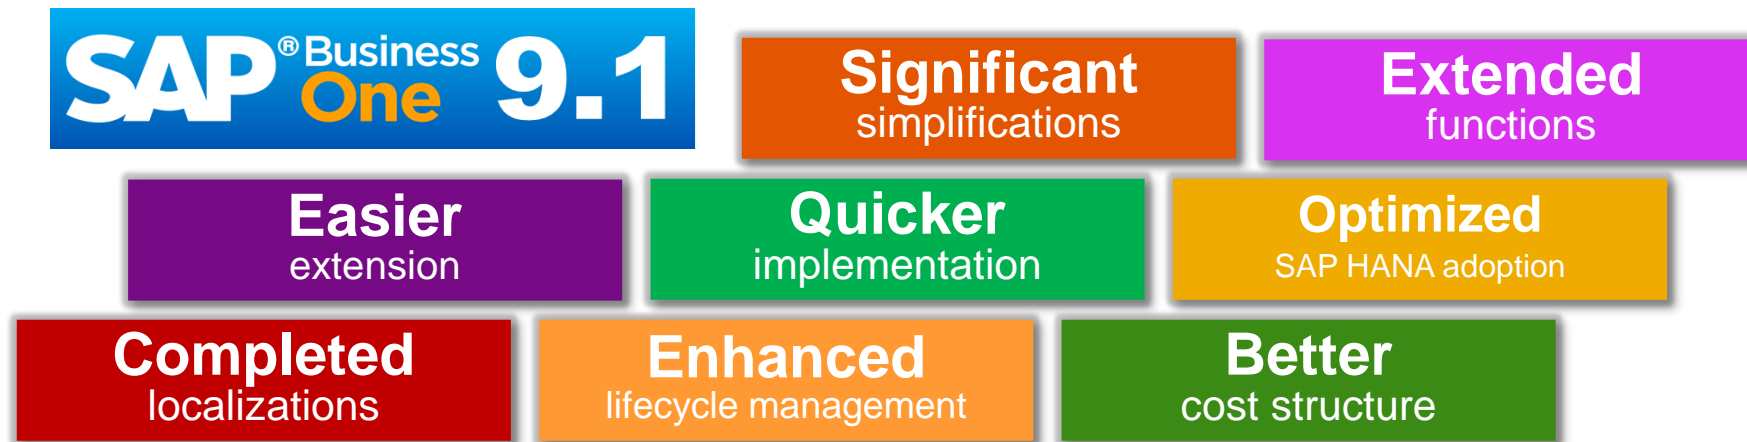 SAP® Business One 9.1
Significant
simplifications
Extended
functions
Easier
extension
Quicker
implementation
Optimized
SAP HANA adoption
Completed
localizations
Enhanced
lifecycle management
Better
cost structure